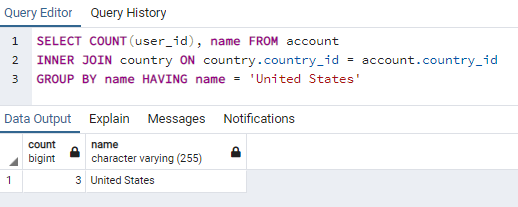 Query Editor Query History
1 SELECT COUNT(user_id), name FROM account
2 INNER JOIN country ON country.country_id = account.country_id
3 GROUP BY name HAVING name = 'United States'
Data Output Explain Messages Notifications
count name
bigint character varying (255)
1 3 United States